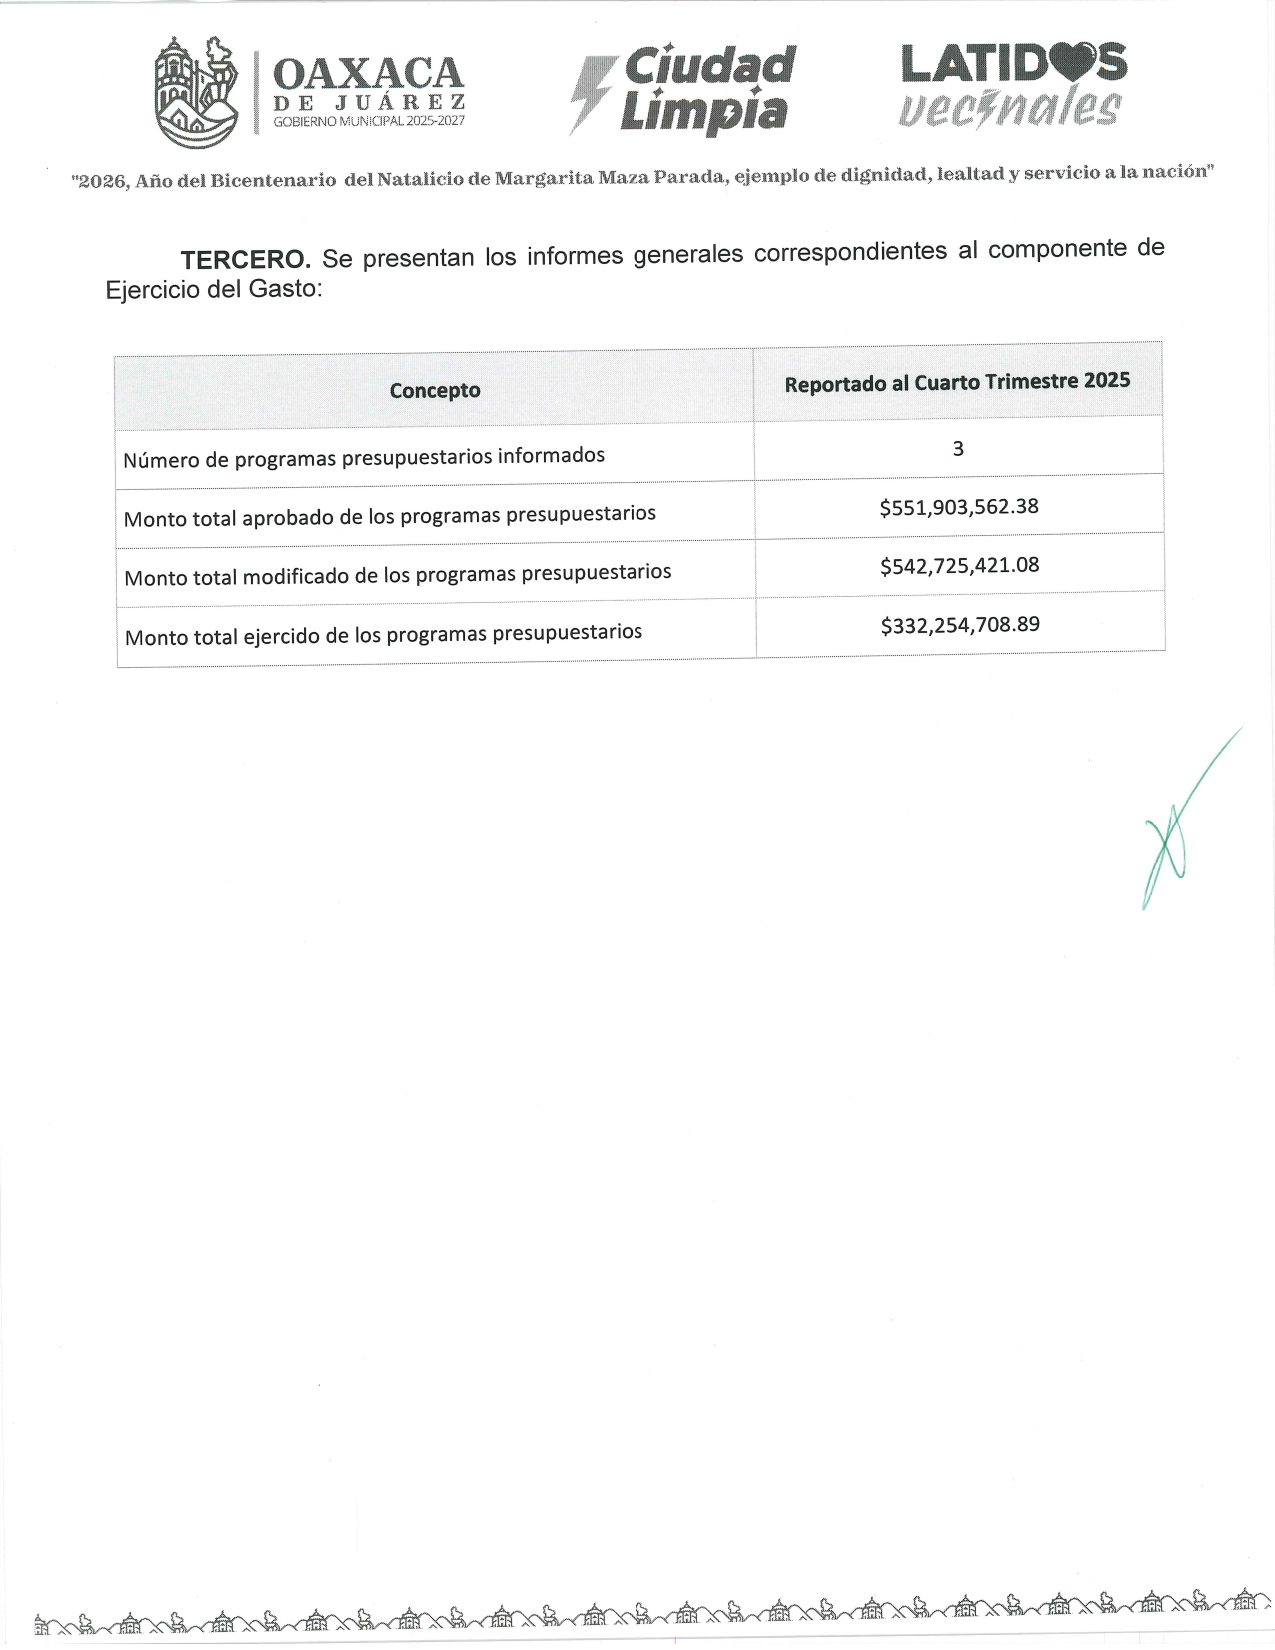 OAXACA
DE JUÁREZ
GOBIERNO MUNICIPAL 2025-2027
Ciudad
Limpia
LATIDOS
vecinales
"2026, Año del Bicentenario del Natalicio de Margarita Maza Parada, ejemplo de dignidad, lealtad y servicio a la nación"
TERCERO. Se presentan los informes generales correspondientes al componente de
Ejercicio del Gasto:
Concepto
Reportado al Cuarto Trimestre 2025
Número de programas presupuestarios informados
3
Monto total aprobado de los programas presupuestarios
$551,903,562.38
Monto total modificado de los programas presupuestarios
$542,725,421.08
Monto total ejercido de los programas presupuestarios
$332,254,708.89